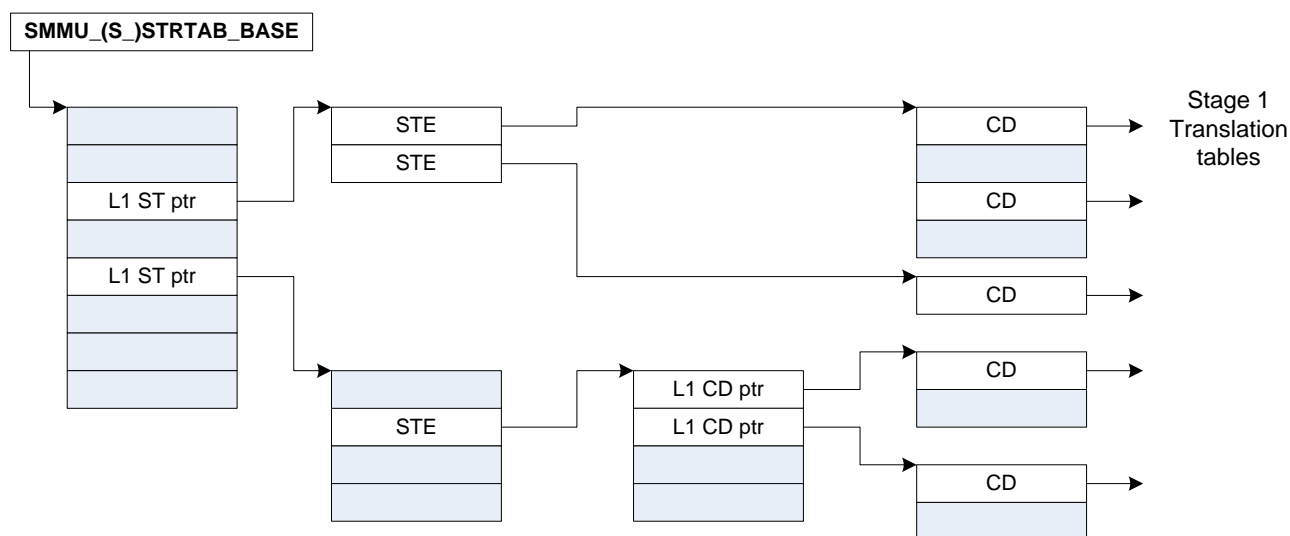 SMMU_(S_)STRTAB_BASE
STE
CD
Stage 1
Translation
tables
STE
L1 ST ptr
CD
L1 ST ptr
CD
L1 CD ptr
CD
STE
L1 CD ptr
CD